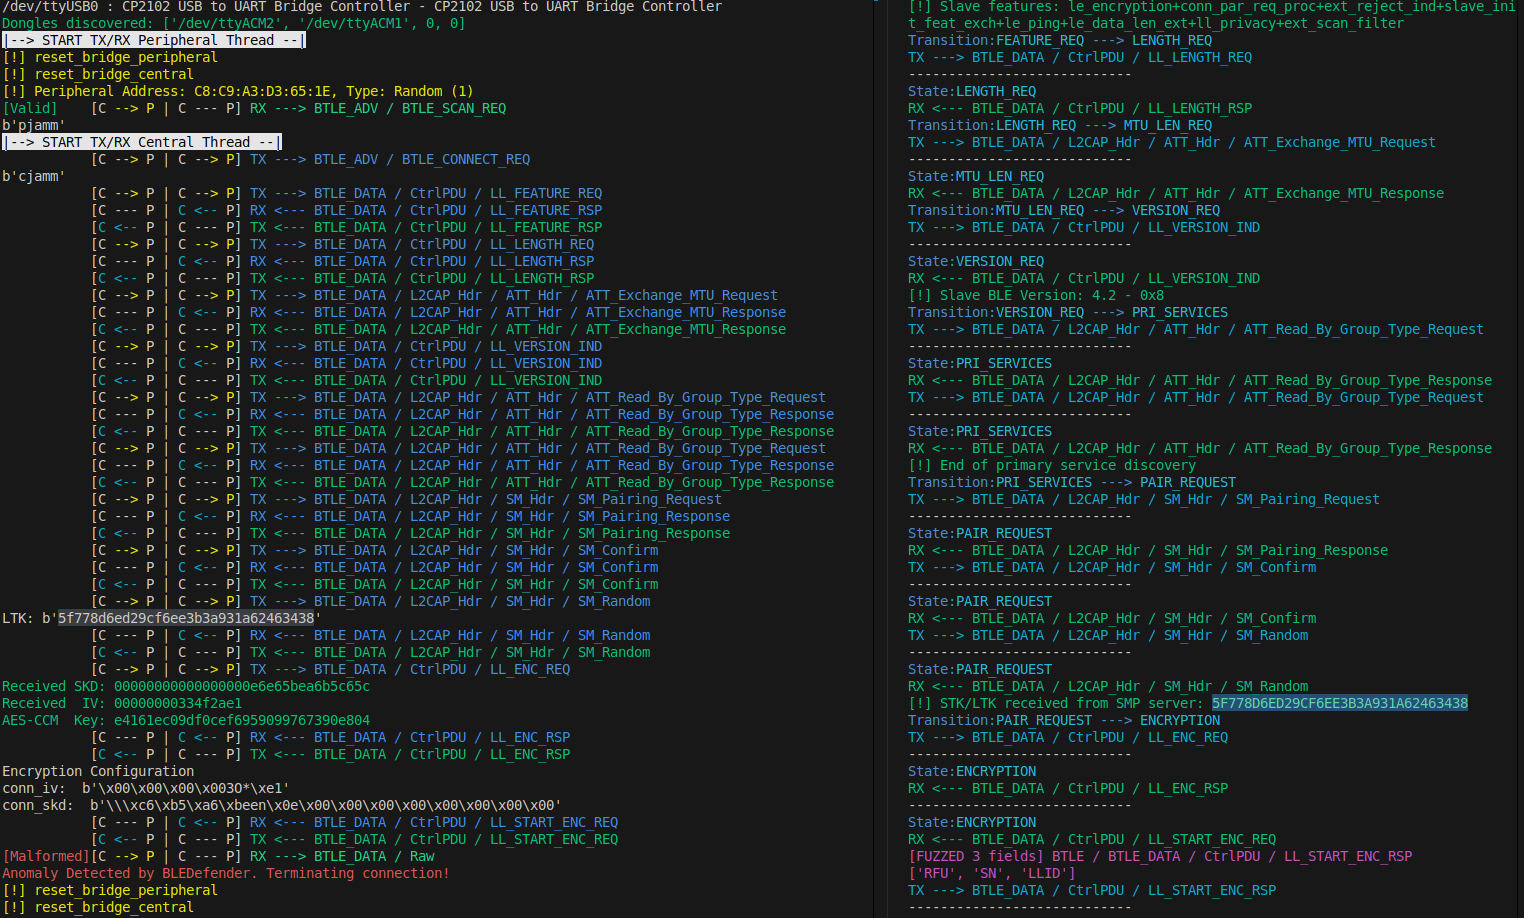 /dev/ttyUSB0 : CP2102 USB to UART Bridge Controller - CP2102 USB to UART Bridge Controller
Dongles discovered: ['/dev/ttyACM2', '/dev/ttyACM1', 0, 0]
|--> START TX/RX Peripheral Thread --|
[!] reset_bridge_peripheral
[!] reset_bridge_central
[!] Peripheral Address: C8:C9:A3:D3:65:1E, Type: Random (1)
[Valid]    [C --> P | C --- P] RX ---> BTLE_ADV / BTLE_SCAN_REQ
b'pjamm'
|--> START TX/RX Central Thread --|
[C --> P | C --> P] TX ---> BTLE_ADV / BTLE_CONNECT_REQ
b'cjamm'
[C --> P | C --> P] TX ---> BTLE_DATA / CtrlPDU / LL_FEATURE_REQ
[C --- P | C <-- P] RX <--- BTLE_DATA / CtrlPDU / LL_FEATURE_RSP
[C <-- P | C --- P] TX <--- BTLE_DATA / CtrlPDU / LL_FEATURE_RSP
[C --> P | C --> P] TX ---> BTLE_DATA / CtrlPDU / LL_LENGTH_REQ
[C --- P | C <-- P] RX <--- BTLE_DATA / CtrlPDU / LL_LENGTH_RSP
[C <-- P | C --- P] TX <--- BTLE_DATA / CtrlPDU / LL_LENGTH_RSP
[C --> P | C --> P] TX ---> BTLE_DATA / L2CAP_Hdr / ATT_Hdr / ATT_Exchange_MTU_Request
[C --- P | C <-- P] RX <--- BTLE_DATA / L2CAP_Hdr / ATT_Hdr / ATT_Exchange_MTU_Response
[C <-- P | C --- P] TX <--- BTLE_DATA / L2CAP_Hdr / ATT_Hdr / ATT_Exchange_MTU_Response
[C --> P | C --> P] TX ---> BTLE_DATA / CtrlPDU / LL_VERSION_IND
[C --- P | C <-- P] RX <--- BTLE_DATA / CtrlPDU / LL_VERSION_IND
[C <-- P | C --- P] TX <--- BTLE_DATA / CtrlPDU / LL_VERSION_IND
[C --> P | C --> P] TX ---> BTLE_DATA / L2CAP_Hdr / ATT_Hdr / ATT_Read_By_Group_Type_Request
[C --- P | C <-- P] RX <--- BTLE_DATA / L2CAP_Hdr / ATT_Hdr / ATT_Read_By_Group_Type_Response
[C <-- P | C --- P] TX <--- BTLE_DATA / L2CAP_Hdr / ATT_Hdr / ATT_Read_By_Group_Type_Response
[C --> P | C --> P] TX ---> BTLE_DATA / L2CAP_Hdr / ATT_Hdr / ATT_Read_By_Group_Type_Request
[C --- P | C <-- P] RX <--- BTLE_DATA / L2CAP_Hdr / ATT_Hdr / ATT_Read_By_Group_Type_Response
[C <-- P | C --- P] TX <--- BTLE_DATA / L2CAP_Hdr / ATT_Hdr / ATT_Read_By_Group_Type_Response
[C --> P | C --> P] TX ---> BTLE_DATA / L2CAP_Hdr / SM_Hdr / SM_Pairing_Request
[C --- P | C <-- P] RX <--- BTLE_DATA / L2CAP_Hdr / SM_Hdr / SM_Pairing_Response
[C <-- P | C --- P] TX <--- BTLE_DATA / L2CAP_Hdr / SM_Hdr / SM_Pairing_Response
[C --> P | C --> P] TX ---> BTLE_DATA / L2CAP_Hdr / SM_Hdr / SM_Confirm
[C --- P | C <-- P] RX <--- BTLE_DATA / L2CAP_Hdr / SM_Hdr / SM_Confirm
[C <-- P | C --- P] TX <--- BTLE_DATA / L2CAP_Hdr / SM_Hdr / SM_Confirm
[C --> P | C --> P] TX ---> BTLE_DATA / L2CAP_Hdr / SM_Hdr / SM_Random
LTK: b'5f778d6ed29cf6ee3b3a931a62463438'
[C --- P | C <-- P] RX <--- BTLE_DATA / L2CAP_Hdr / SM_Hdr / SM_Random
[C <-- P | C --- P] TX <--- BTLE_DATA / L2CAP_Hdr / SM_Hdr / SM_Random
[C --> P | C --> P] TX ---> BTLE_DATA / CtrlPDU / LL_ENC_REQ
Received SKD: 00000000000000000e6e65bea6b5c65c
Received  IV: 00000000334f2ae1
AES-CCM  Key: e4161ec09df0cef6959099767390e804
[C --- P | C <-- P] RX <--- BTLE_DATA / CtrlPDU / LL_ENC_RSP
[C <-- P | C --- P] TX <--- BTLE_DATA / CtrlPDU / LL_ENC_RSP
Encryption Configuration
conn_iv:  b'\x00\x00\x00\x003O*\xe1'
conn_skd:  b'\\\xc6\xb5\xa6\xbeen\x0e\x00\x00\x00\x00\x00\x00\x00\x00'
[C --- P | C <-- P] RX <--- BTLE_DATA / CtrlPDU / LL_START_ENC_REQ
[C <-- P | C --- P] TX <--- BTLE_DATA / CtrlPDU / LL_START_ENC_REQ
[Malformed][C --> P | C --- P] RX ---> BTLE_DATA / Raw
Anomaly Detected by BLEDefender. Terminating connection!
[!] reset_bridge_peripheral
[!] reset_bridge_central
[!] Slave features: le_encryption+conn_par_req_proc+ext_reject_ind+slave_ini
t_feat_exch+le_ping+le_data_len_ext+ll_privacy+ext_scan_filter
Transition:FEATURE_REQ ---> LENGTH_REQ
TX ---> BTLE_DATA / CtrlPDU / LL_LENGTH_REQ
----------------------------
State:LENGTH_REQ
RX <--- BTLE_DATA / CtrlPDU / LL_LENGTH_RSP
Transition:LENGTH_REQ ---> MTU_LEN_REQ
TX ---> BTLE_DATA / L2CAP_Hdr / ATT_Hdr / ATT_Exchange_MTU_Request
----------------------------
State:MTU_LEN_REQ
RX <--- BTLE_DATA / L2CAP_Hdr / ATT_Hdr / ATT_Exchange_MTU_Response
Transition:MTU_LEN_REQ ---> VERSION_REQ
TX ---> BTLE_DATA / CtrlPDU / LL_VERSION_IND
----------------------------
State:VERSION_REQ
RX <--- BTLE_DATA / CtrlPDU / LL_VERSION_IND
[!] Slave BLE Version: 4.2 - 0x8
Transition:VERSION_REQ ---> PRI_SERVICES
TX ---> BTLE_DATA / L2CAP_Hdr / ATT_Hdr / ATT_Read_By_Group_Type_Request
----------------------------
State:PRI_SERVICES
RX <--- BTLE_DATA / L2CAP_Hdr / ATT_Hdr / ATT_Read_By_Group_Type_Response
TX ---> BTLE_DATA / L2CAP_Hdr / ATT_Hdr / ATT_Read_By_Group_Type_Request
----------------------------
State:PRI_SERVICES
RX <--- BTLE_DATA / L2CAP_Hdr / ATT_Hdr / ATT_Read_By_Group_Type_Response
[!] End of primary service discovery
Transition:PRI_SERVICES ---> PAIR_REQUEST
TX ---> BTLE_DATA / L2CAP_Hdr / SM_Hdr / SM_Pairing_Request
----------------------------
State:PAIR_REQUEST
RX <--- BTLE_DATA / L2CAP_Hdr / SM_Hdr / SM_Pairing_Response
TX ---> BTLE_DATA / L2CAP_Hdr / SM_Hdr / SM_Confirm
----------------------------
State:PAIR_REQUEST
RX <--- BTLE_DATA / L2CAP_Hdr / SM_Hdr / SM_Confirm
TX ---> BTLE_DATA / L2CAP_Hdr / SM_Hdr / SM_Random
----------------------------
State:PAIR_REQUEST
RX <--- BTLE_DATA / L2CAP_Hdr / SM_Hdr / SM_Random
[!] STK/LTK received from SMP server: 5F778D6ED29CF6EE3B3A931A62463438
Transition:PAIR_REQUEST ---> ENCRYPTION
TX ---> BTLE_DATA / CtrlPDU / LL_ENC_REQ
----------------------------
State:ENCRYPTION
RX <--- BTLE_DATA / CtrlPDU / LL_ENC_RSP
----------------------------
State:ENCRYPTION
RX <--- BTLE_DATA / CtrlPDU / LL_START_ENC_REQ
[FUZZED 3 fields] BTLE / BTLE_DATA / CtrlPDU / LL_START_ENC_RSP
['RFU', 'SN', 'LLID']
TX ---> BTLE_DATA / CtrlPDU / LL_START_ENC_RSP
----------------------------